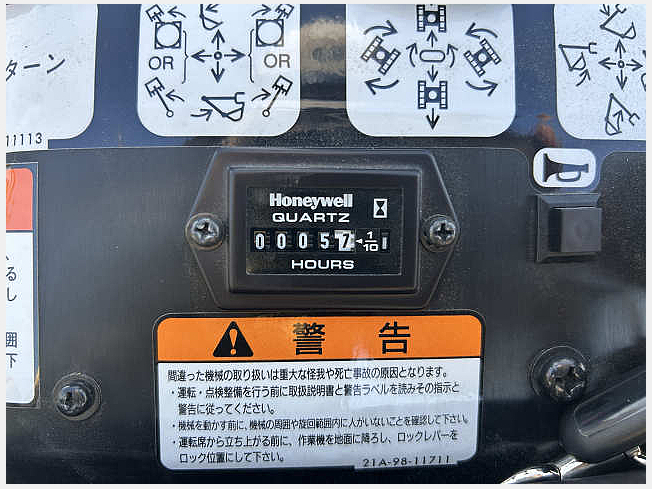 ターン
OR
OR
11113
Honeywell
QUARTZ
0 0 0 5 7 1/10
HOURS
る
し
囲
下
警 告
間違った機械の取り扱いは重大な怪我や死亡事故の原因となります。
・運転・点検整備を行う前に取扱説明書と警告ラベルを読みその指示と
警告に従ってください。
・機械を動かす前に、機械の周囲や旋回範囲内に人がいないことを確認して下さい。
・運転席から立ち上がる前に、作業機を地面に降ろし、ロックレバーを
ロック位置にして下さい。
21A-98-11711